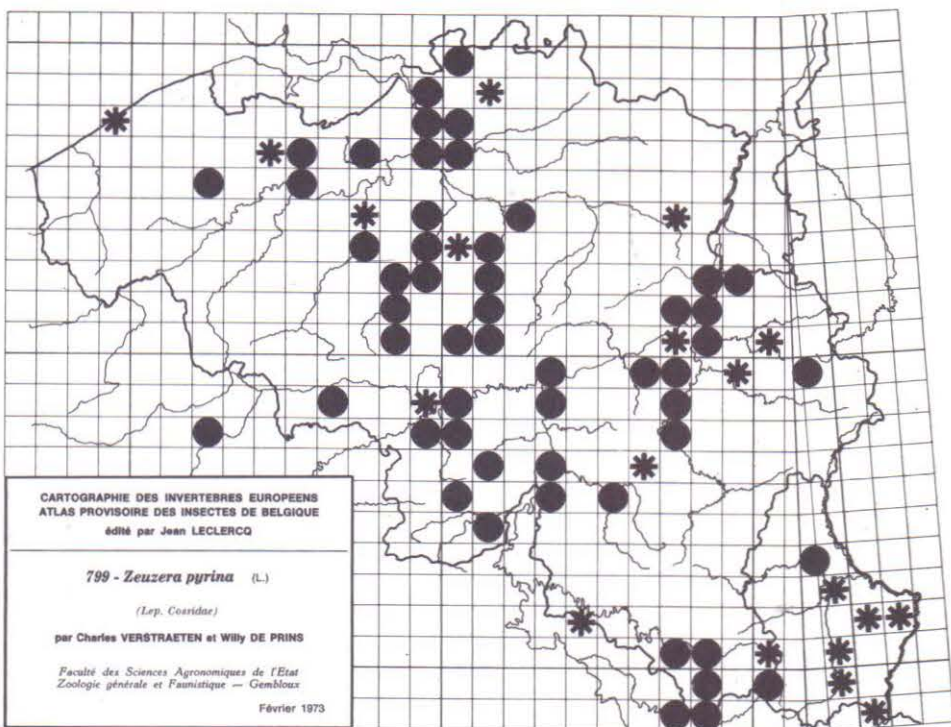 CARTOGRAPHIE DES INVERTEBRES EUROPEENS
ATLAS PROVISOIRE DES INSECTES DE BELGIQUE
édité par Jean LECLERCQ
799 - Zeuzera pyrina (L.)
(Lep. Cossidae)
par Charles VERSTRAETEN et Willy DE PRINS
Faculté des Sciences Agronomiques de l'Etat
Zoologie générale et Faunistique — Gembloux
Février 1973